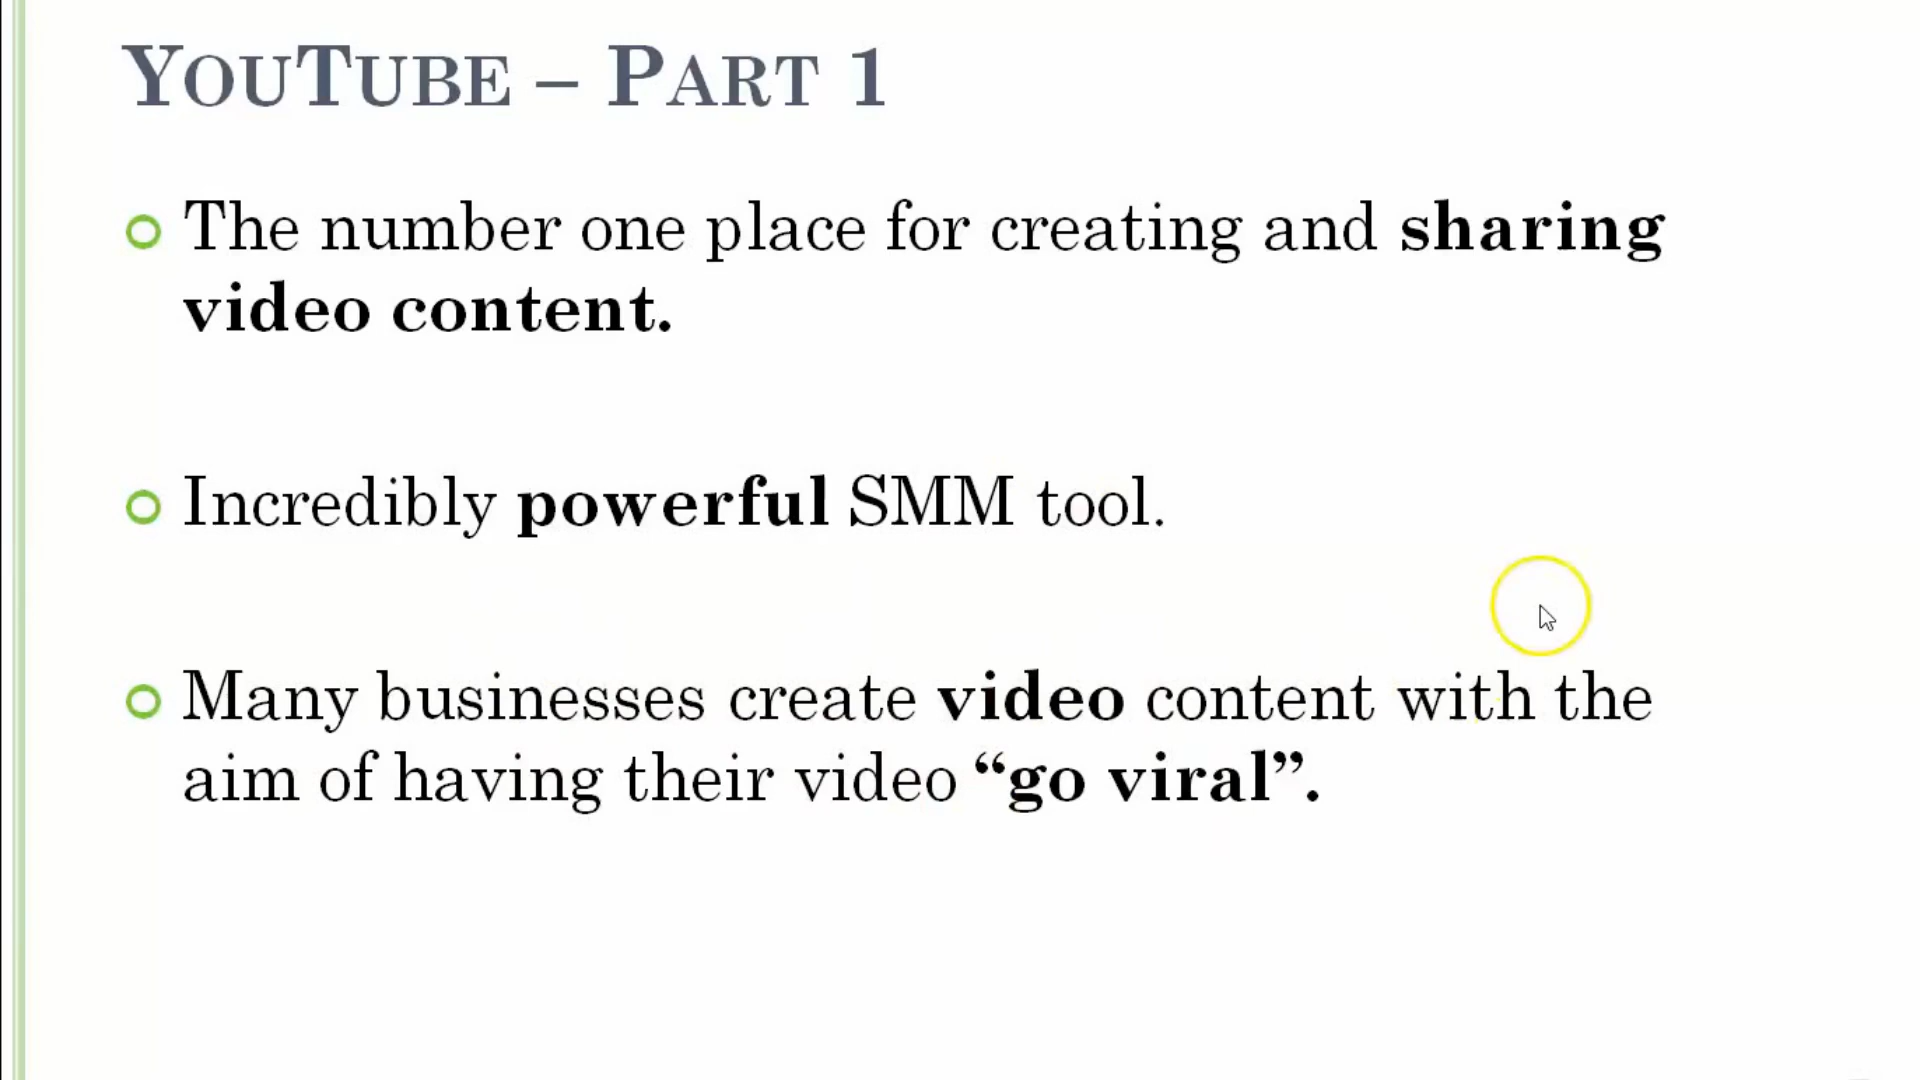 YOUTUBE – PART 1
The number one place for creating and sharing
video content.
Incredibly powerful SMM tool.
Many businesses create video content with the
aim of having their video “go viral”.